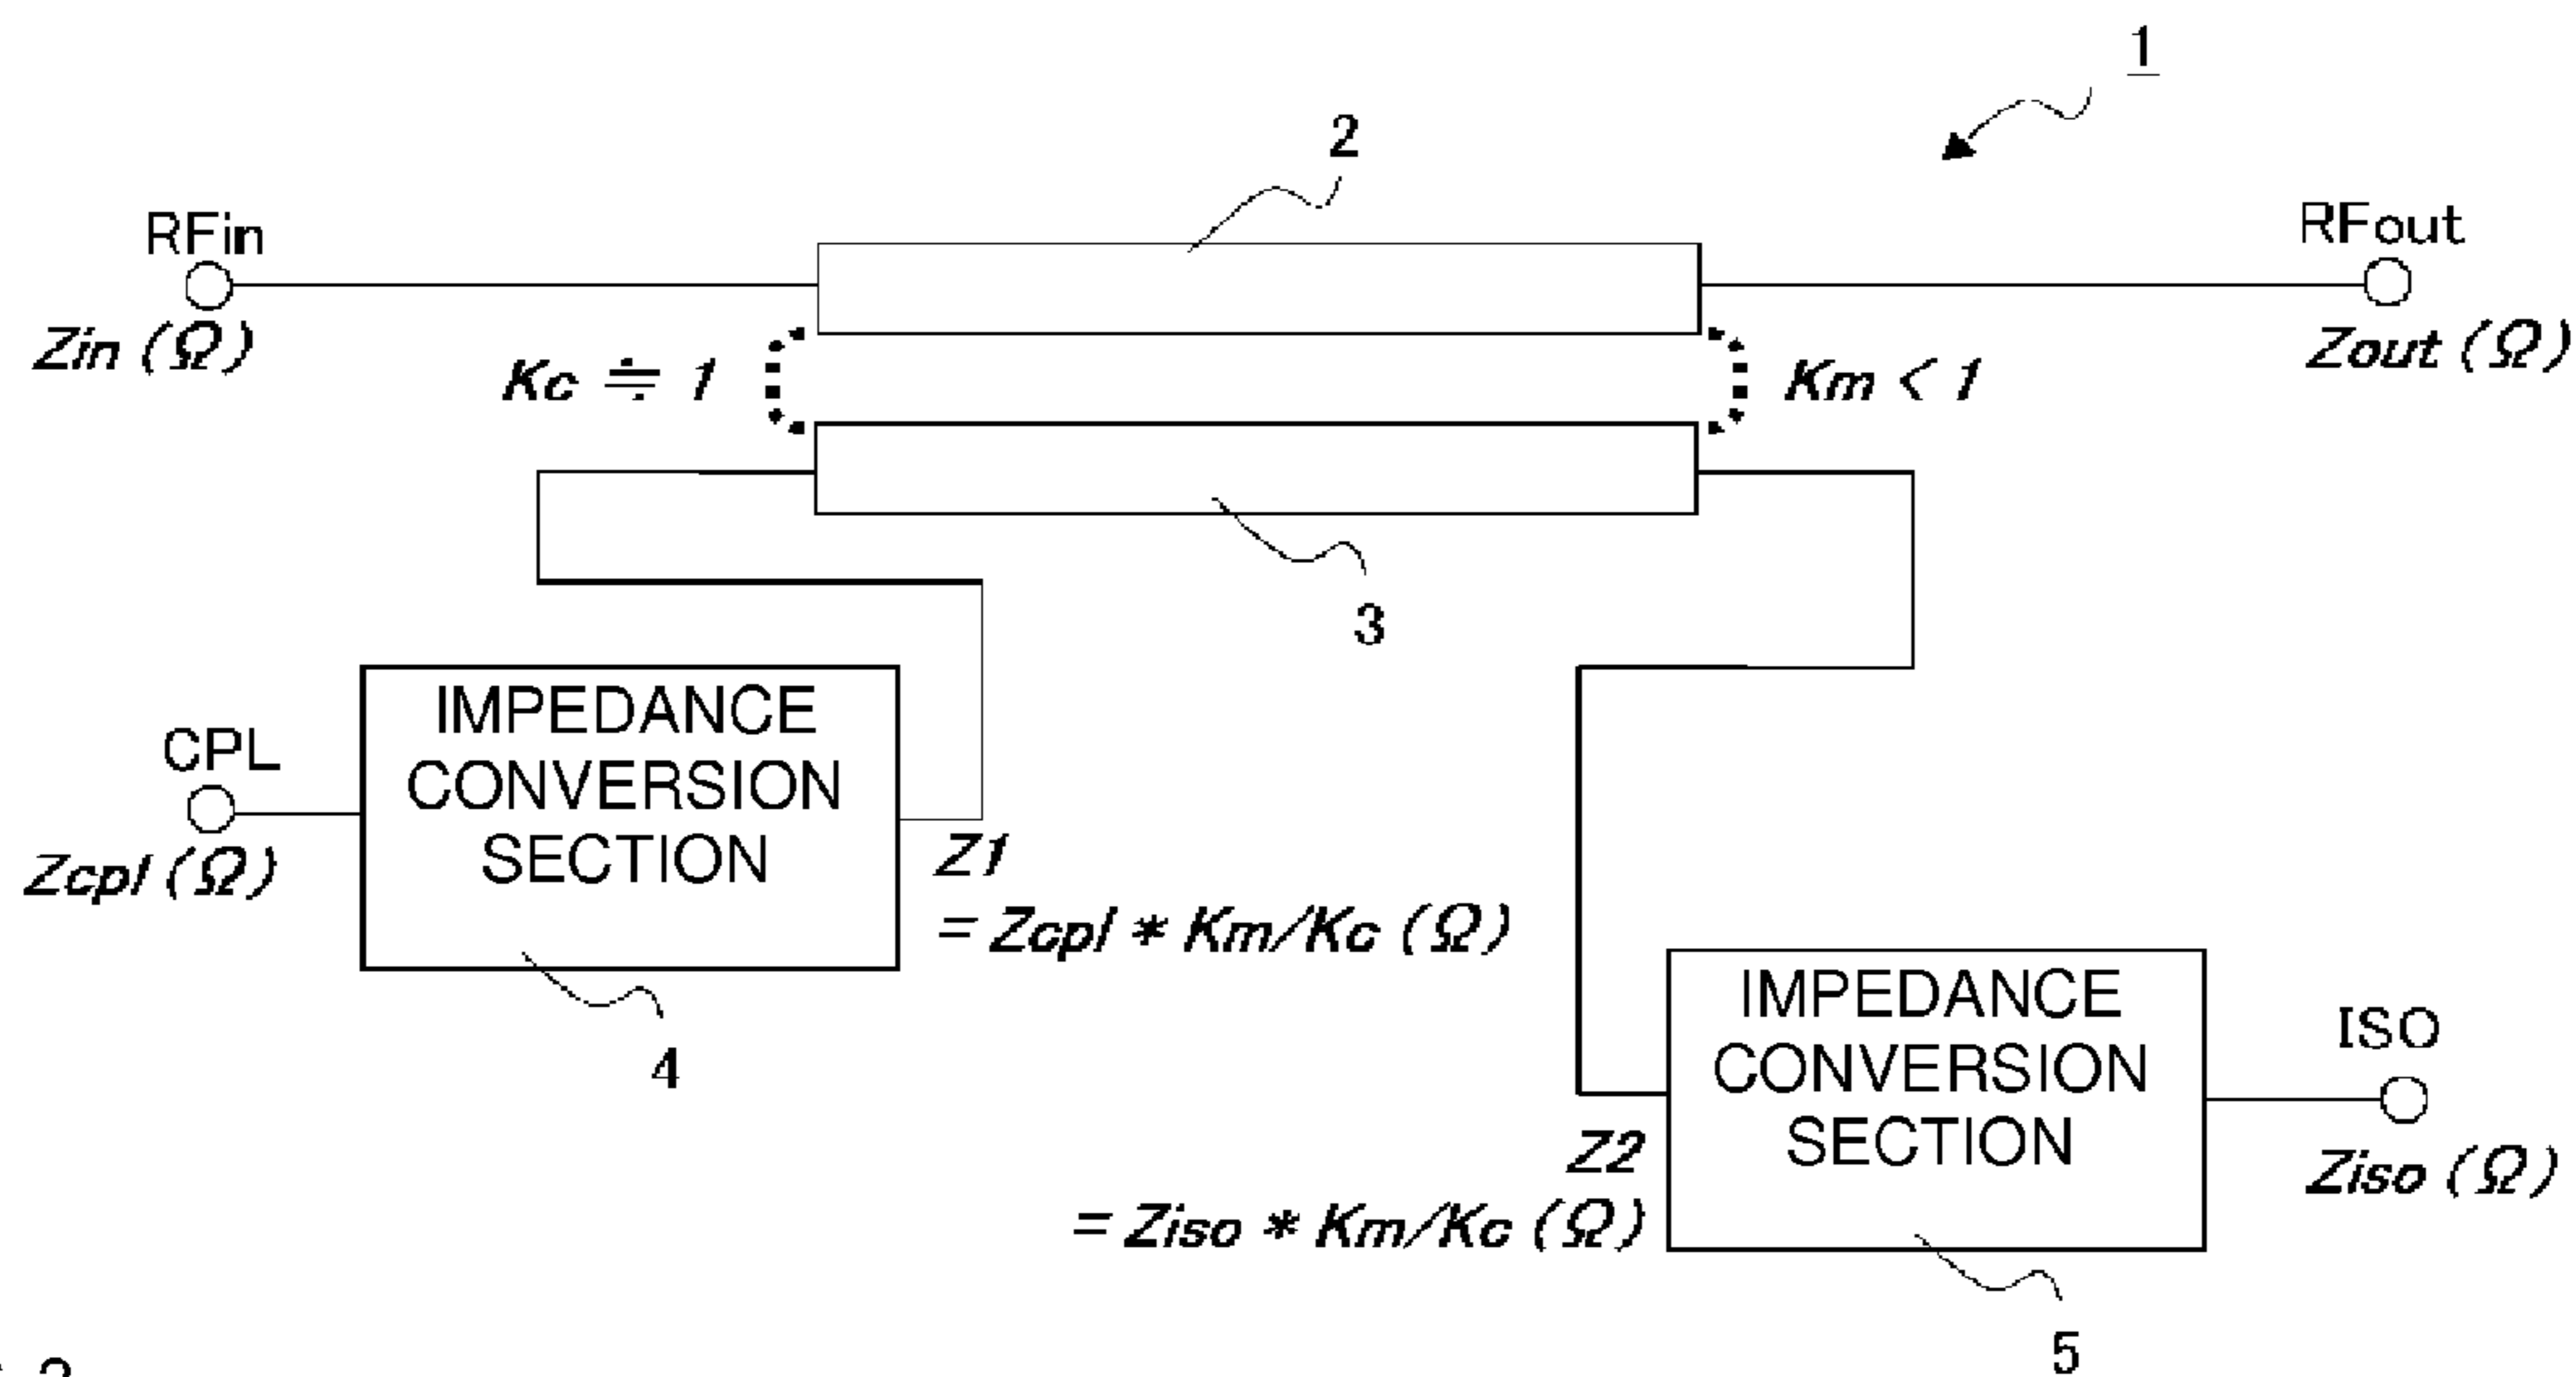 1
2
RFin
RFout
Zin (Ω)
Zout (Ω)
Kc ≒ 1
Km < 1
3
IMPEDANCE
CONVERSION
SECTION
CPL
Zcpl (Ω)
Z1
= Zcpl * Km/Kc (Ω)
4
IMPEDANCE
CONVERSION
SECTION
ISO
Z2
= Ziso * Km/Kc (Ω)
Ziso (Ω)
5